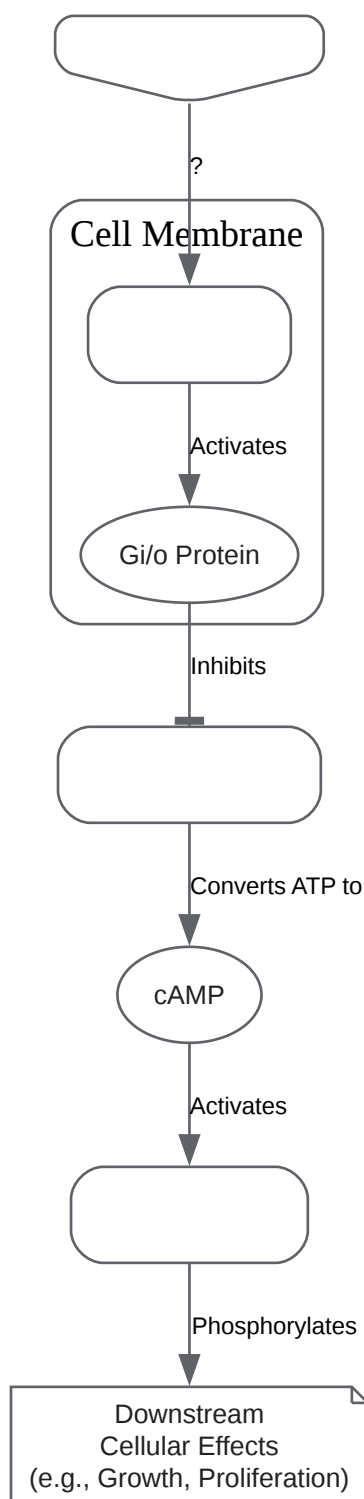 ?
Cell Membrane
Activates
Gi/o Protein
Inhibits
Converts ATP to
cAMP
Activates
Phosphorylates
Downstream
Cellular Effects
(e.g., Growth, Proliferation)